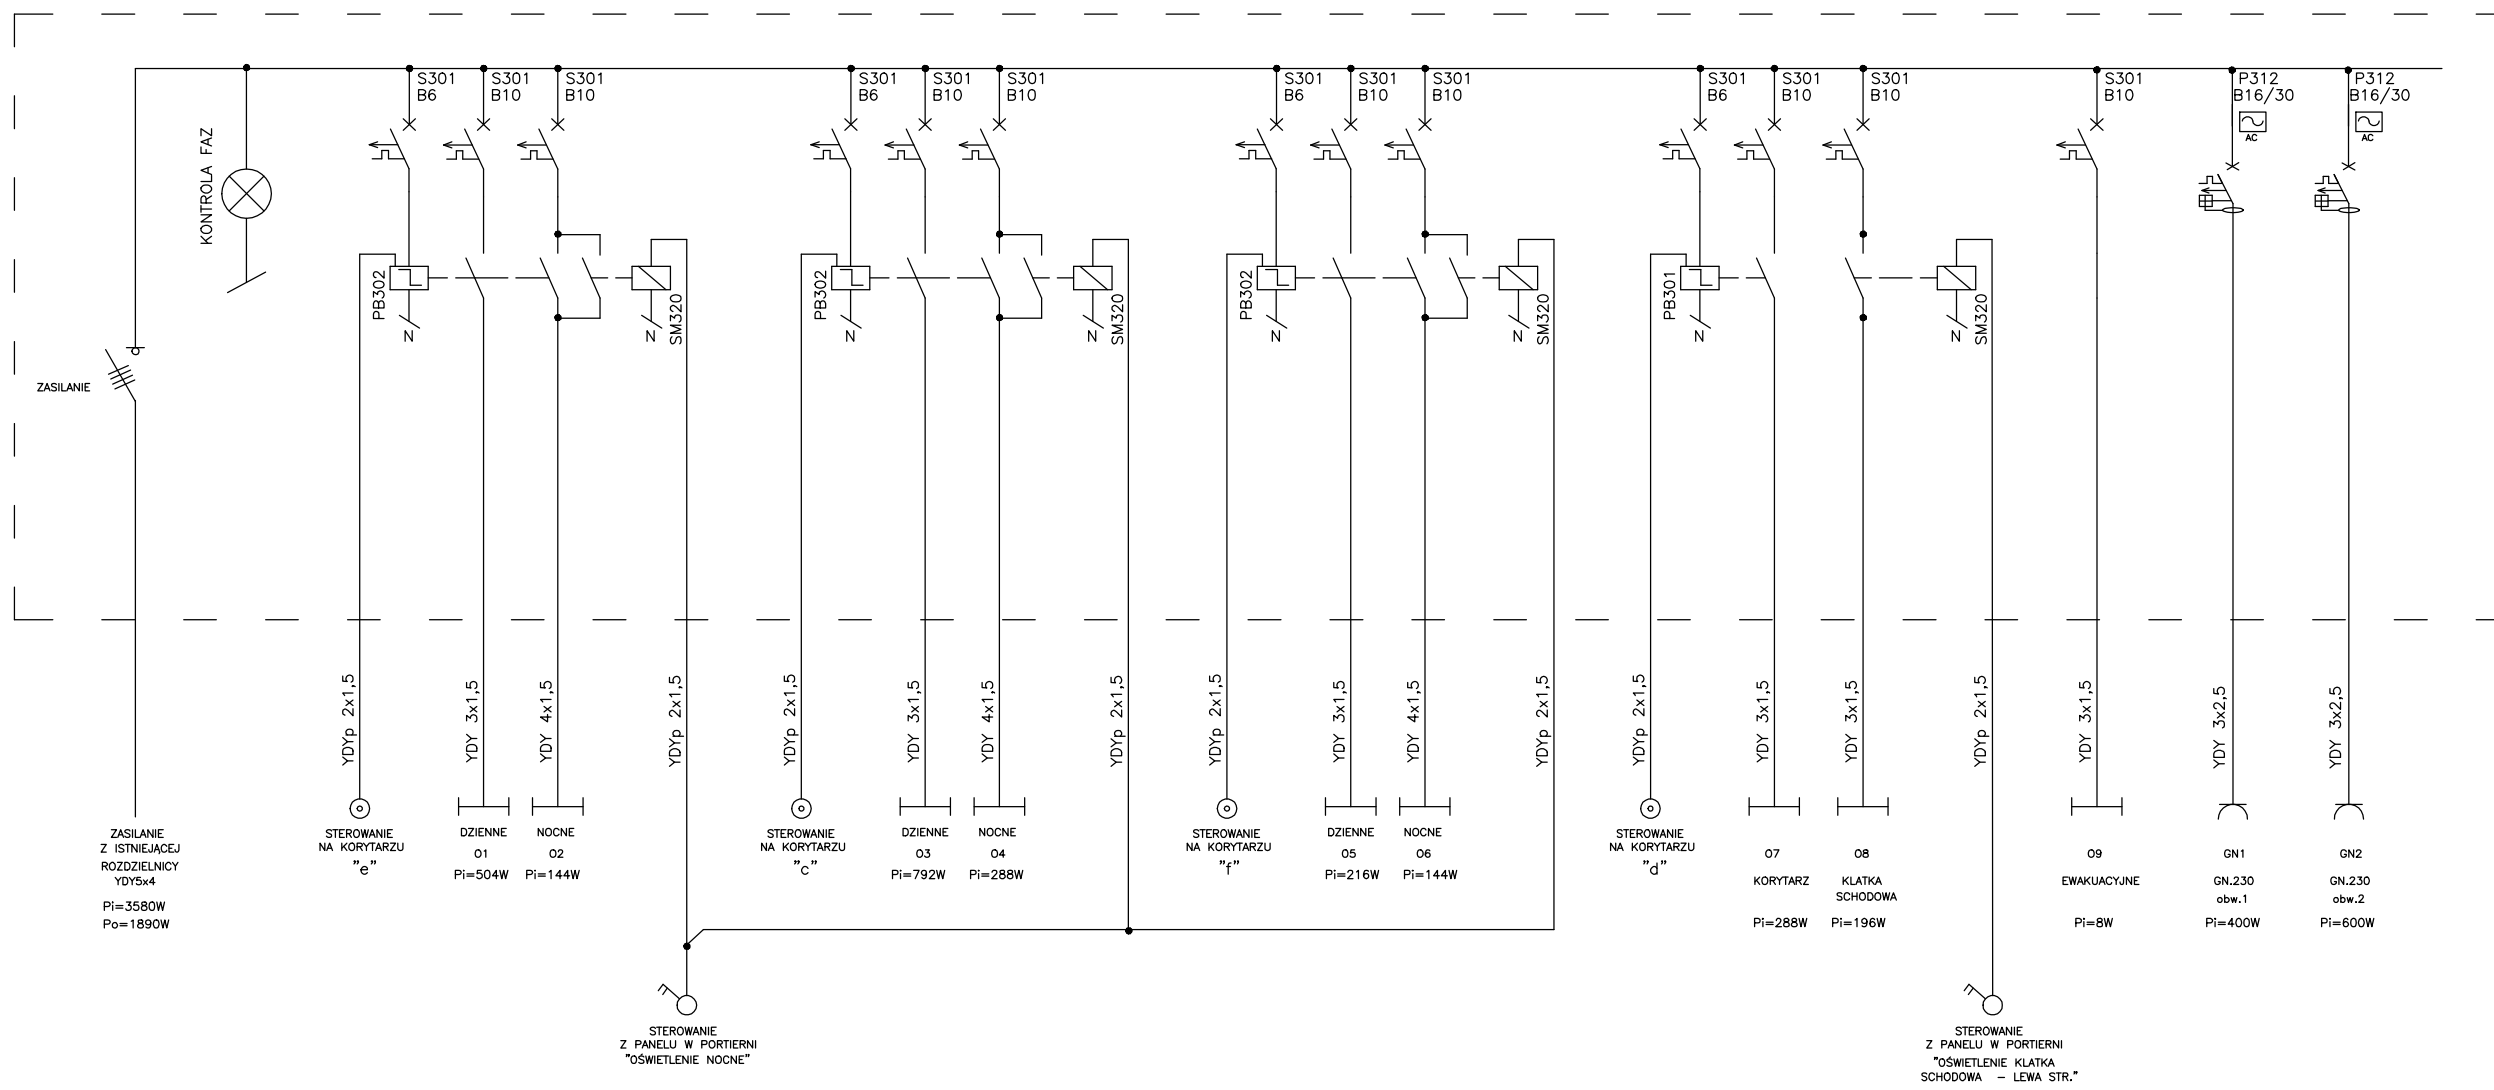 S301
B6
S301
B10
S301
B10
S301
B6
S301
B10
S301
B10
S301
B6
S301
B10
S301
B10
S301
B6
S301
B10
S301
B10
S301
B10
P312
B16/30
AC
P312
B16/30
AC
KONTROLA FAZ
PB302
N
N
SM320
PB302
N
N
SM320
PB302
N
N
SM320
PB301
N
N
SM320
ZASILANIE
YDYp 2x1,5
YDY 3x1,5
YDY 4x1,5
YDYp 2x1,5
YDYp 2x1,5
YDY 3x1,5
YDY 4x1,5
YDYp 2x1,5
YDYp 2x1,5
YDY 3x1,5
YDY 4x1,5
YDYp 2x1,5
YDYp 2x1,5
YDY 3x1,5
YDY 3x1,5
YDYp 2x1,5
YDY 3x1,5
YDY 3x2,5
YDY 3x2,5
ZASILANIE
Z ISTNIEJĄCEJ
ROZDZIELNICY
YDY5x4
Pi=3580W
Po=1890W
STEROWANIE
NA KORYTARZU
"e"
DZIENNE
O1
Pi=504W
NOCNE
O2
Pi=144W
STEROWANIE
NA KORYTARZU
"c"
DZIENNE
O3
Pi=792W
NOCNE
O4
Pi=288W
STEROWANIE
NA KORYTARZU
"f"
DZIENNE
O5
Pi=216W
NOCNE
O6
Pi=144W
STEROWANIE
NA KORYTARZU
"d"
O7
KORYTARZ
Pi=288W
O8
KLATKA
SCHODOWA
Pi=196W
O9
EWAKUACYJNE
Pi=8W
GN1
GN.230
obw.1
Pi=400W
GN2
GN.230
obw.2
Pi=600W
STEROWANIE
Z PANELU W PORTIERNI
"OŚWIETLENIE NOCNE"
STEROWANIE
Z PANELU W PORTIERNI
"OŚWIETLENIE KLATKA
SCHODOWA - LEWA STR."